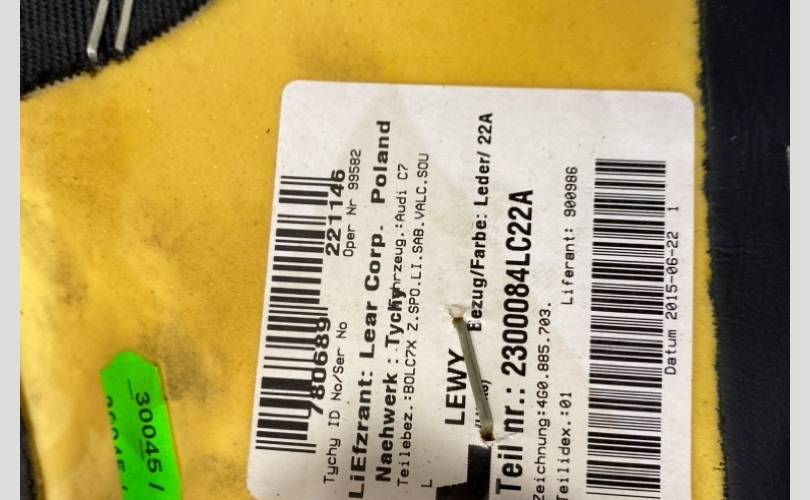 780689 221146
Tychy ID No/Ser No Oper Nr 99582
LiEfzrant: Lear Corp. Poland
Naehwerk : Tychy Fahrzeug.:Audi C7
Teilebez.:BOLC7X Z.SPO.LI.SAB.VALC.SOU
L
LEWY Bezug/Farbe: Leder/ 22A
Teil nr.: 2300084LC22A
Zeichnung:4G0.885.703.
Teilidex.:01 Liferant: 900986
Datum 2015-06-22 1
30045 /